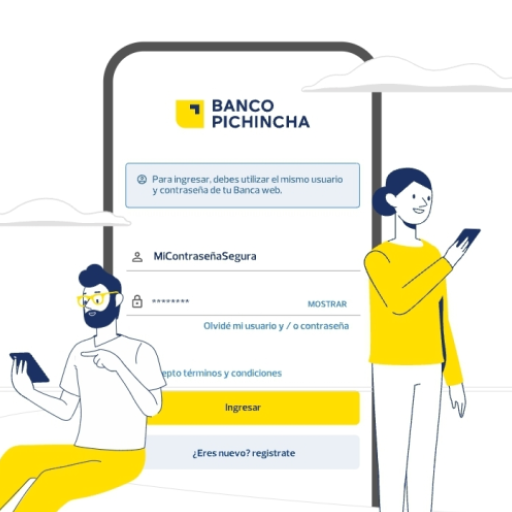 BANCO
PICHINCHA
Para ingresar, debes utilizar el mismo usuario
y contraseña de tu Banca web.
MiContraseñaSegura
********
MOSTRAR
Olvidé mi usuario y / o contraseña
epto términos y condiciones
Ingresar
¿Eres nuevo? regístrate